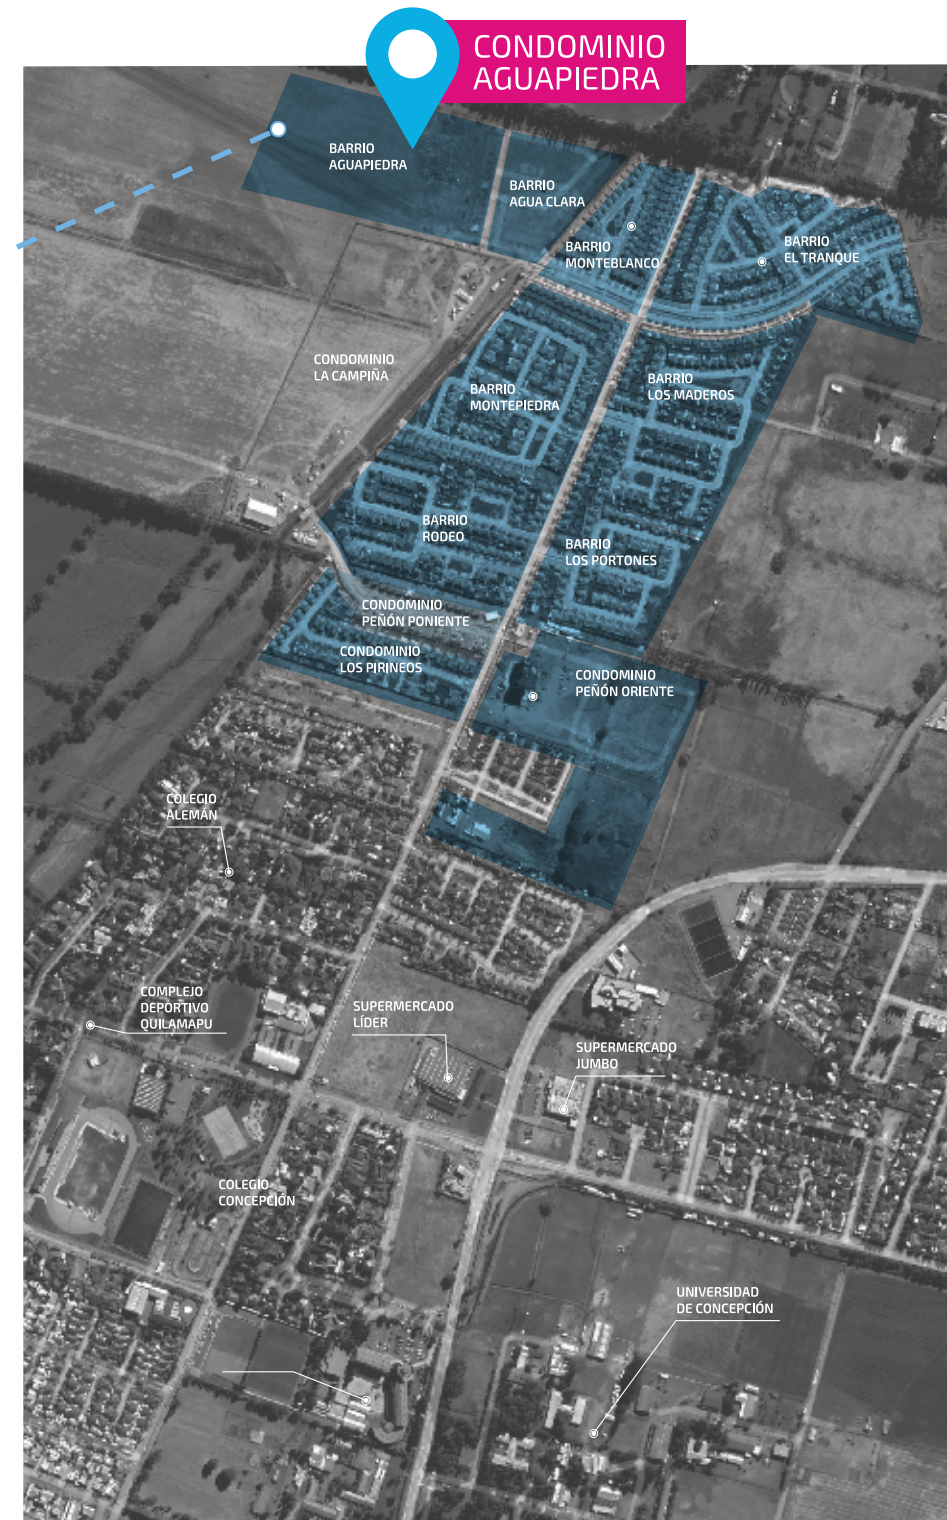 CONDOMINIO
AGUAPIEDRA
BARRIO
AGUAPIEDRA
BARRIO
AGUA CLARA
BARRIO
MONTEBLANCO
BARRIO
EL TRANQUE
CONDOMINIO
LA CAMPIÑA
BARRIO
MONTEPIEDRA
BARRIO
LOS MADEROS
BARRIO
RODEO
BARRIO
LOS PORTONES
CONDOMINIO
PEÑÓN PONIENTE
CONDOMINIO
LOS PIRINEOS
CONDOMINIO
PEÑÓN ORIENTE
COLEGIO
ALEMÁN
COMPLEJO
DEPORTIVO
QUILAMAPU
SUPERMERCADO
LÍDER
SUPERMERCADO
JUMBO
COLEGIO
CONCEPCIÓN
UNIVERSIDAD
DE CONCEPCIÓN